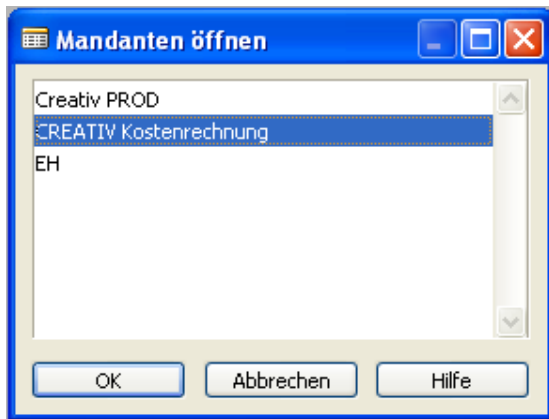 Mandanten öffnen
Creativ PROD
CREATIV Kostenrechnung
EH
OK Abbrechen Hilfe